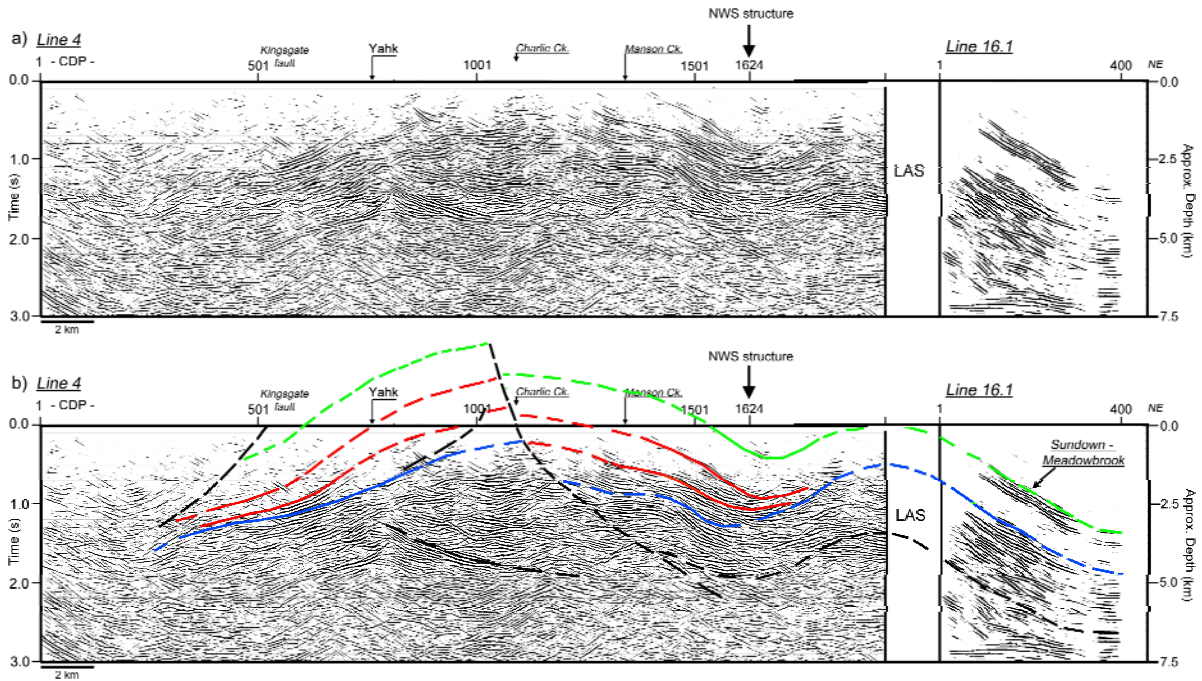 NWS structure
a) Line 4
Kingsgate fault
Yahk
Charlie Ck.
Manson Ck.
Line 16.1
1 - CDP -
501
1001
1501
1624
1
400
NE
0.0
1.0
2.0
3.0
Time (s)
LAS
0.0
2.5
5.0
7.5
Approx. Depth (km)
2 km
NWS structure
b) Line 4
Kingsgate fault
Yahk
Charlie Ck.
Manson Ck.
Line 16.1
1 - CDP -
501
1001
1501
1624
1
400
NE
0.0
1.0
2.0
3.0
Time (s)
LAS
Sundown -
Meadowbrook
0.0
2.5
5.0
7.5
Approx. Depth (km)
2 km